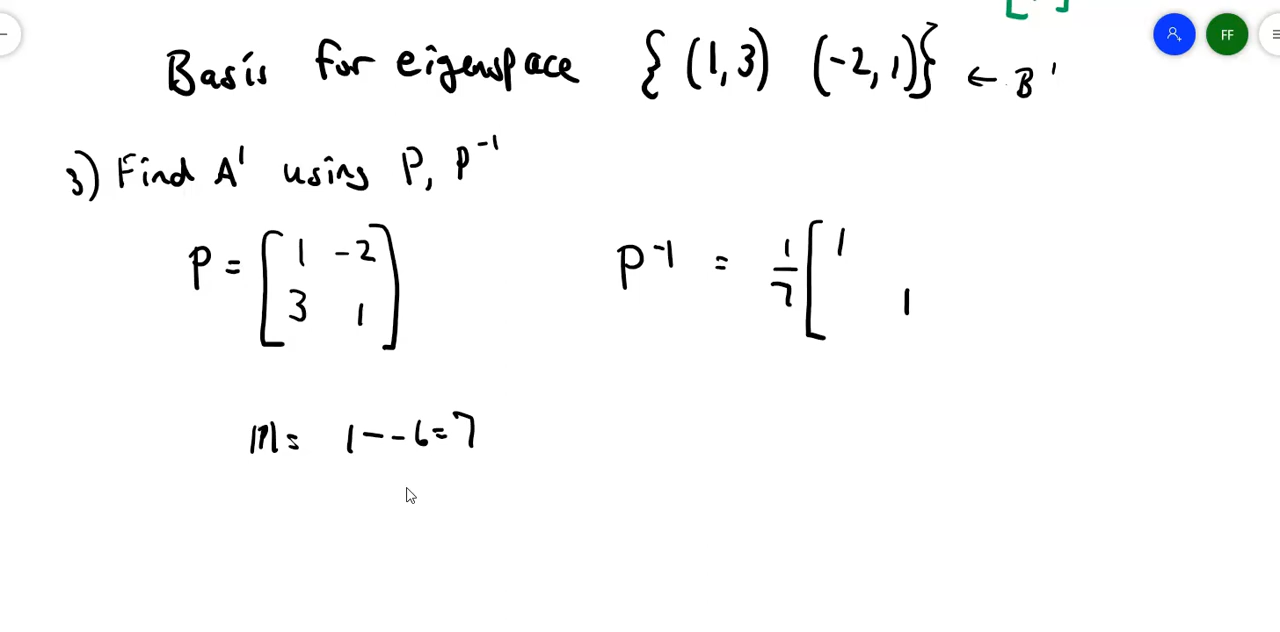 Basis for eigenspace { (1,3) (-2,1)} ← B'
3) Find A' using P, P⁻¹
P = [1 -2
3 1]
P⁻¹ = 1/7 [1
1
|P| = 1--6=7
FF